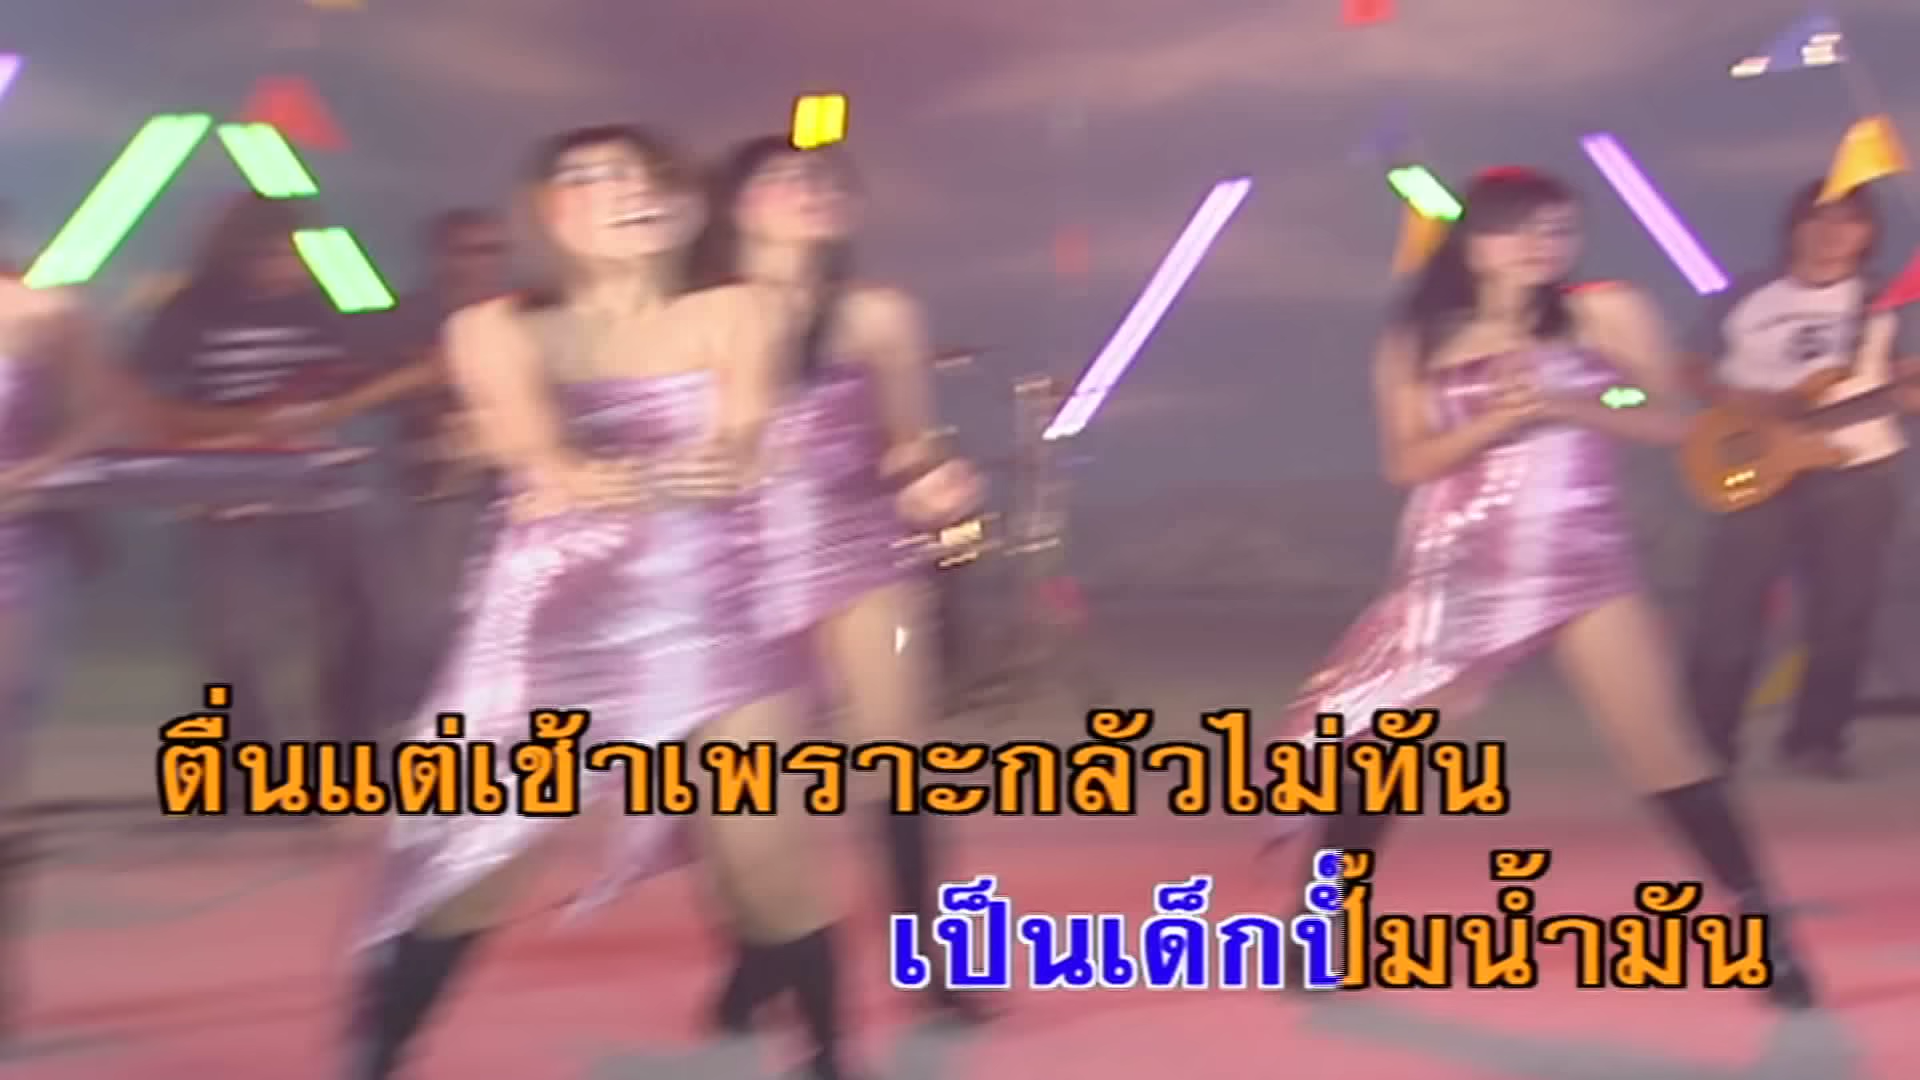 ตื่นแต่เช้าเพราะกลัวไม่ทัน
เป็นเด็กปั๊มน้ำมัน